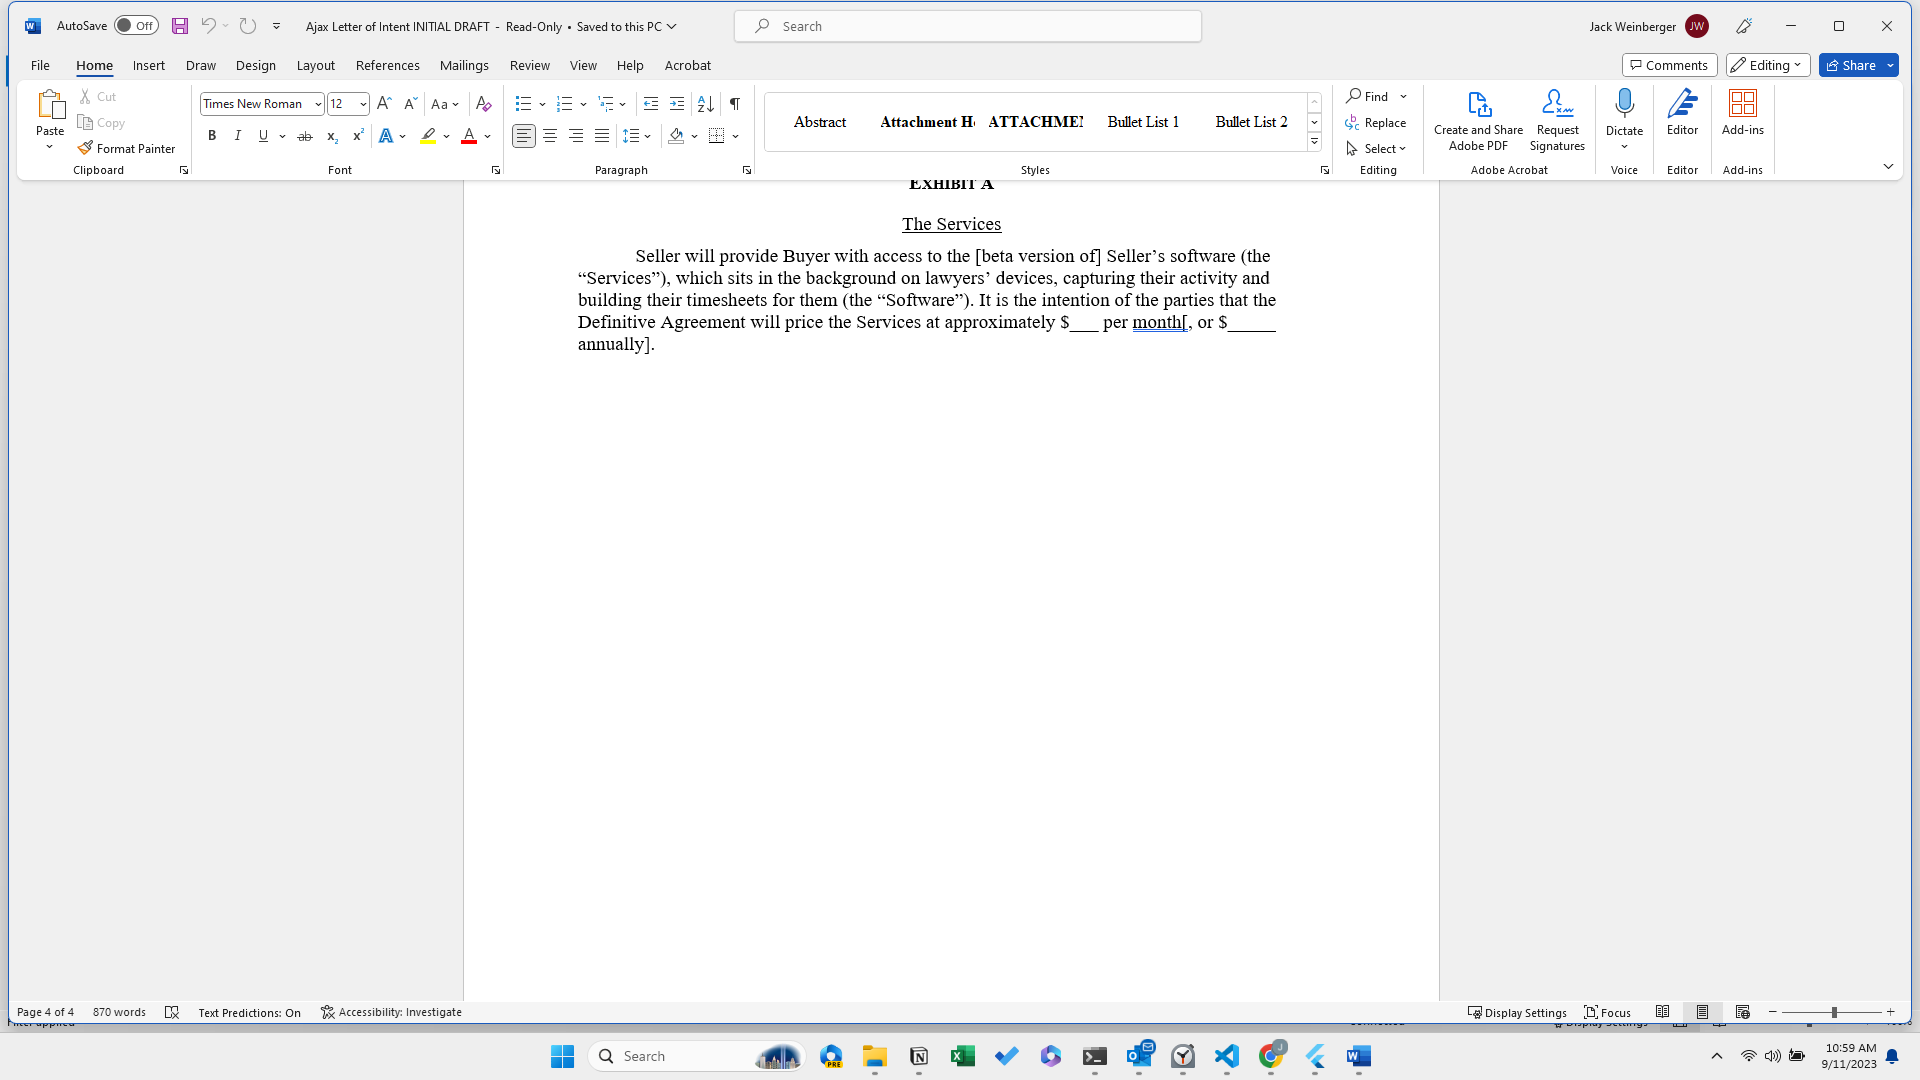 AutoSave Off Ajax Letter of Intent INITIAL DRAFT - Read-Only • Saved to this PC Search Jack Weinberger JW
File Home Insert Draw Design Layout References Mailings Review View Help Acrobat Comments Editing Share
Paste Cut Copy Format Painter Clipboard
Times New Roman 12 Aa B I U ab x₂ x² A A Font
Paragraph
Abstract Attachment He ATTACHMEN Bullet List 1 Bullet List 2 Styles
Find Replace Select Editing
Create and Share Adobe PDF Request Signatures Adobe Acrobat
Dictate Voice
Editor Editor
Add-ins Add-ins
EXHIBIT A
The Services
Seller will provide Buyer with access to the [beta version of] Seller’s software (the
“Services”), which sits in the background on lawyers’ devices, capturing their activity and
building their timesheets for them (the “Software”). It is the intention of the parties that the
Definitive Agreement will price the Services at approximately $___ per month[, or $_____
annually].
Page 4 of 4 870 words Text Predictions: On Accessibility: Investigate Display Settings Focus
Search PRE J 10:59 AM
9/11/2023